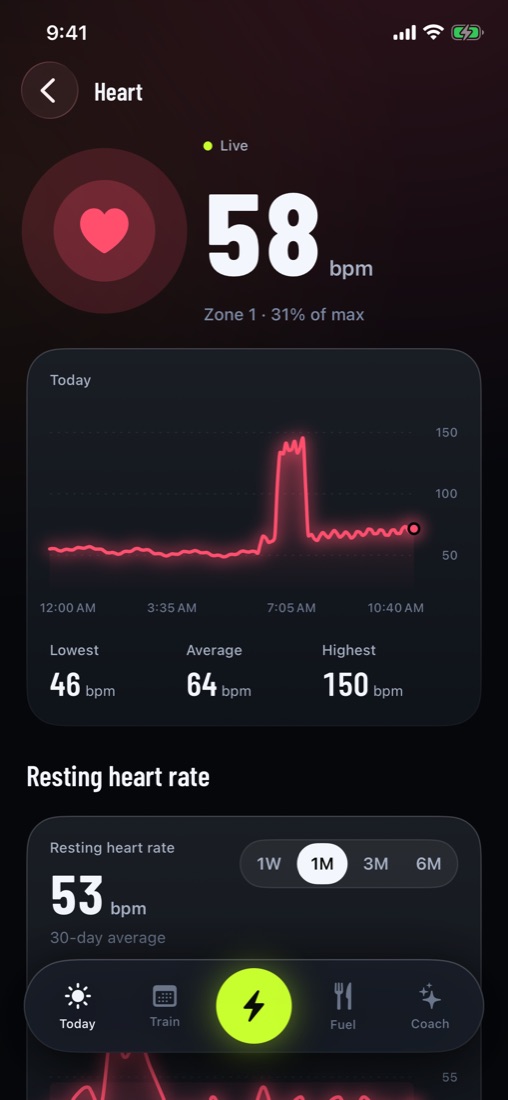 9:41
Heart
Live
58 bpm
Zone 1 · 31% of max
Today
150
100
50
12:00 AM 3:35 AM 7:05 AM 10:40 AM
Lowest Average Highest
46 bpm 64 bpm 150 bpm
Resting heart rate
Resting heart rate
1W 1M 3M 6M
53 bpm
30-day average
Today Train Fuel Coach
55